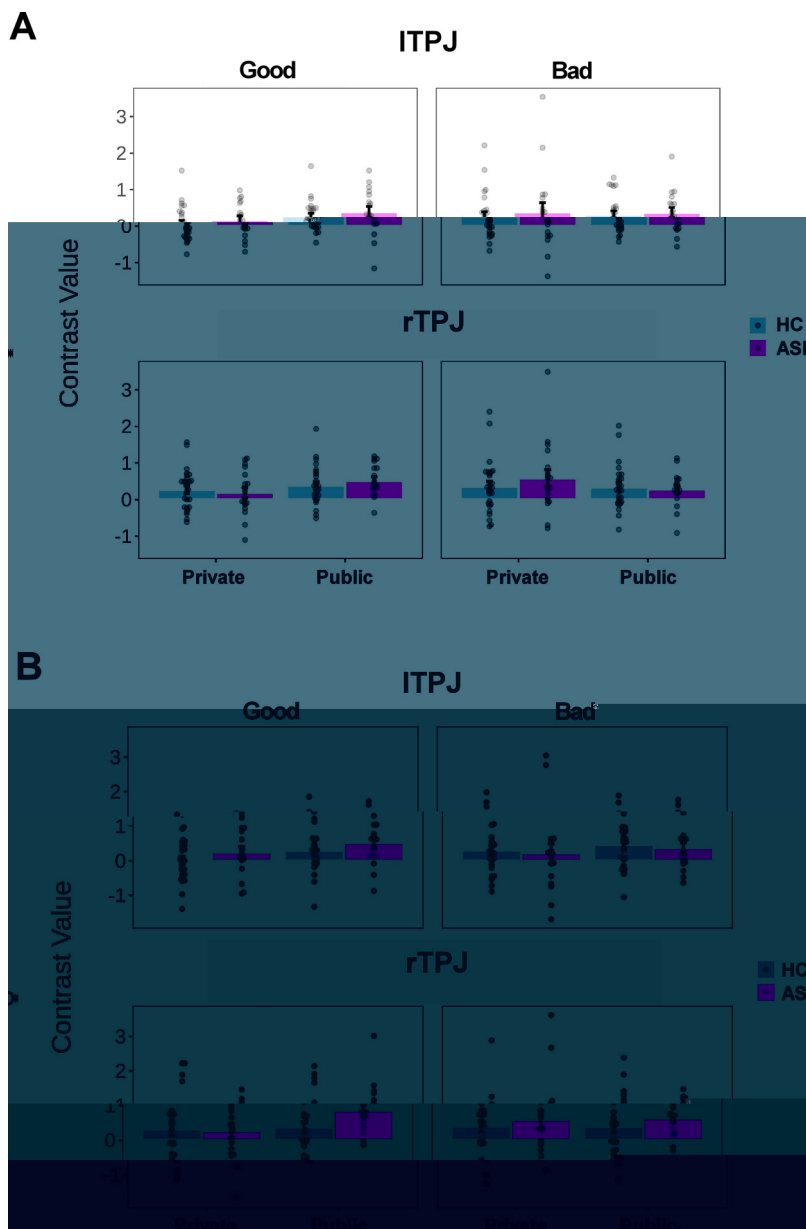 A
lTPJ
Good Bad
3
2
1
0
-1
Contrast Value
rTPJ
HC
ASI
3
2
1
0
-1
Private Public Private Public
B
lTPJ
Good Bad
3
2
1
0
-1
Contrast Value
rTPJ
HC
AS
3
2
1
0
-1